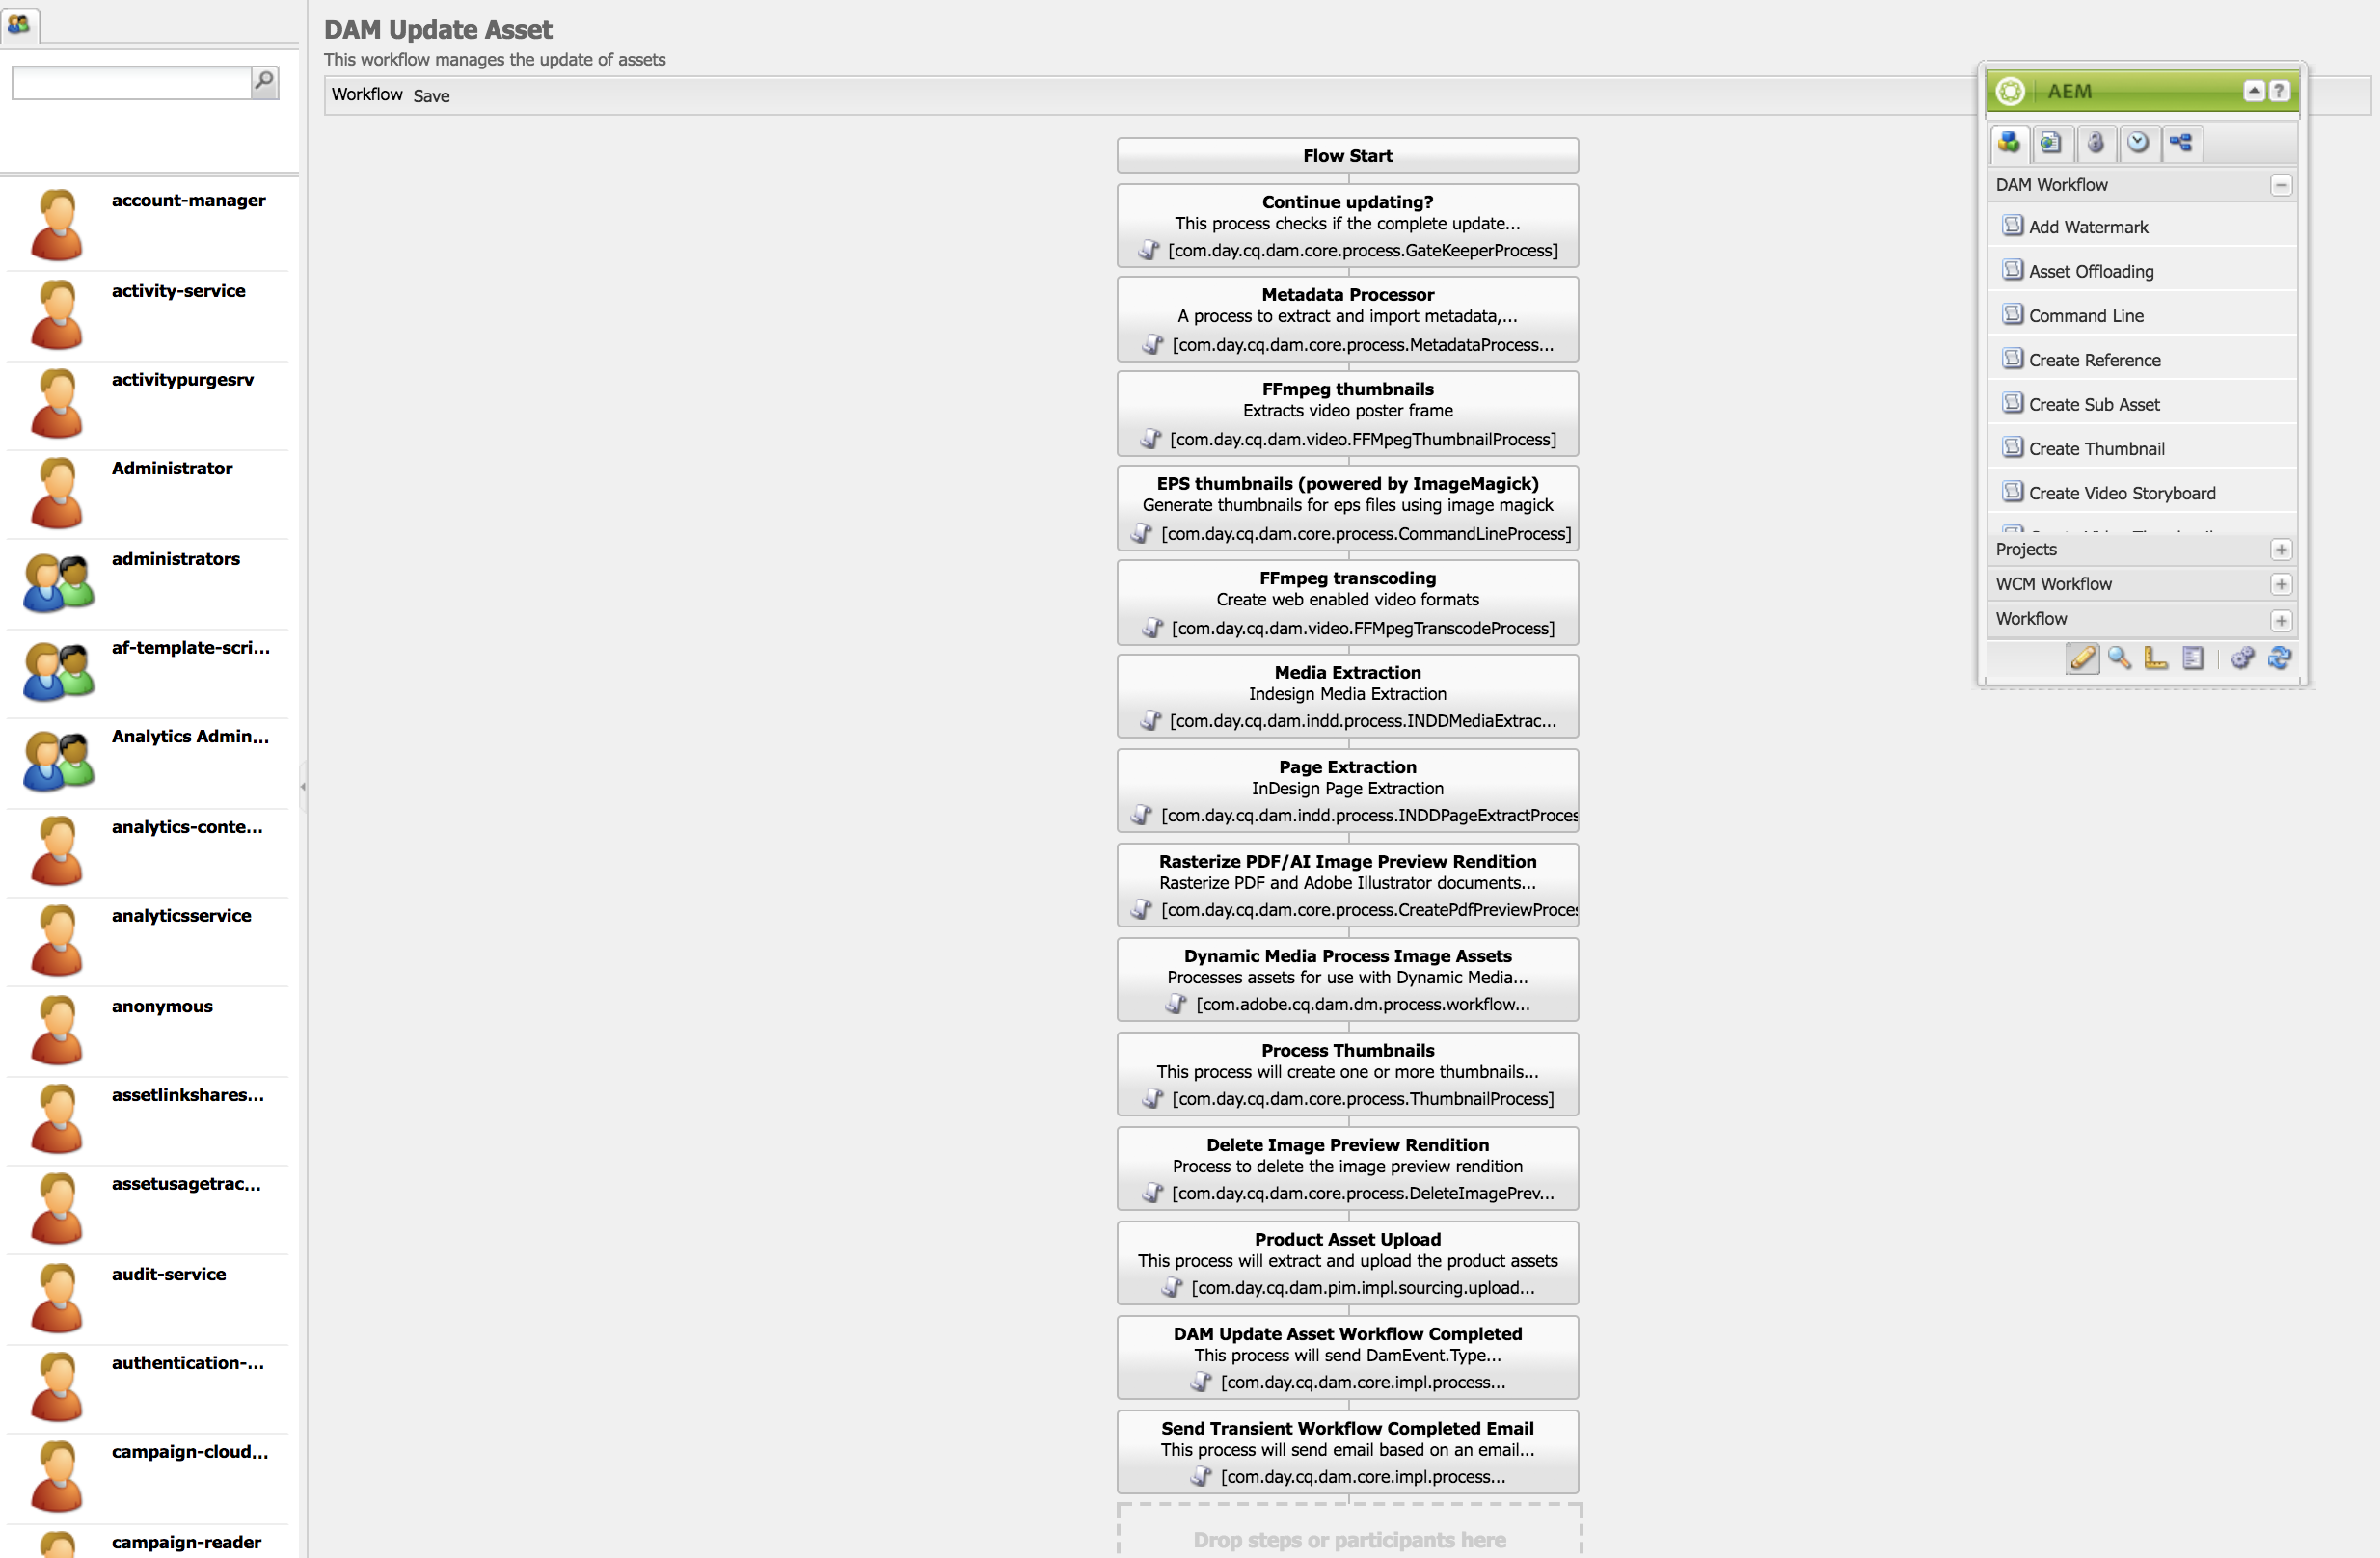 DAM Update Asset
This workflow manages the update of assets
Workflow Save
account-manager
activity-service
activitypurgesrv
Administrator
administrators
af-template-scri...
Analytics Admin...
analytics-conte...
analyticsservice
anonymous
assetlinkshares...
assetusagetrac...
audit-service
authentication-...
campaign-cloud...
campaign-reader
Flow Start
Continue updating?
This process checks if the complete update...
[com.day.cq.dam.core.process.GateKeeperProcess]
Metadata Processor
A process to extract and import metadata,...
[com.day.cq.dam.core.process.MetadataProcess...
FFmpeg thumbnails
Extracts video poster frame
[com.day.cq.dam.video.FFMpegThumbnailProcess]
EPS thumbnails (powered by ImageMagick)
Generate thumbnails for eps files using image magick
[com.day.cq.dam.core.process.CommandLineProcess]
FFmpeg transcoding
Create web enabled video formats
[com.day.cq.dam.video.FFMpegTranscodeProcess]
Media Extraction
Indesign Media Extraction
[com.day.cq.dam.indd.process.INDDMediaExtrac...
Page Extraction
InDesign Page Extraction
[com.day.cq.dam.indd.process.INDDPageExtractProces
Rasterize PDF/AI Image Preview Rendition
Rasterize PDF and Adobe Illustrator documents...
[com.day.cq.dam.core.process.CreatePdfPreviewProces
Dynamic Media Process Image Assets
Processes assets for use with Dynamic Media...
[com.adobe.cq.dam.dm.process.workflow...
Process Thumbnails
This process will create one or more thumbnails...
[com.day.cq.dam.core.process.ThumbnailProcess]
Delete Image Preview Rendition
Process to delete the image preview rendition
[com.day.cq.dam.core.process.DeleteImagePrev...
Product Asset Upload
This process will extract and upload the product assets
[com.day.cq.dam.pim.impl.sourcing.upload...
DAM Update Asset Workflow Completed
This process will send DamEvent.Type...
[com.day.cq.dam.core.impl.process...
Send Transient Workflow Completed Email
This process will send email based on an email...
[com.day.cq.dam.core.impl.process...
Drop steps or participants here
AEM ?
DAM Workflow
Add Watermark
Asset Offloading
Command Line
Create Reference
Create Sub Asset
Create Thumbnail
Create Video Storyboard
Projects
WCM Workflow
Workflow